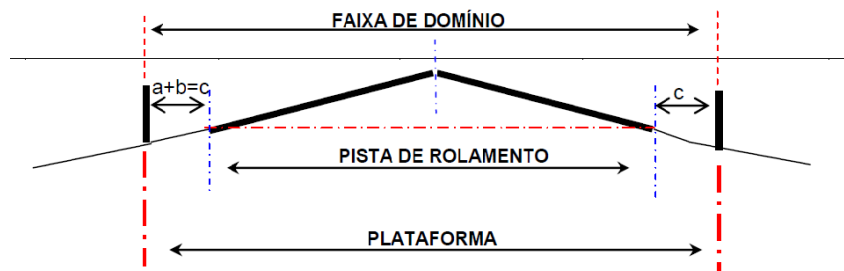 FAIXA DE DOMÍNIO
a+b=c
c
PISTA DE ROLAMENTO
PLATAFORMA